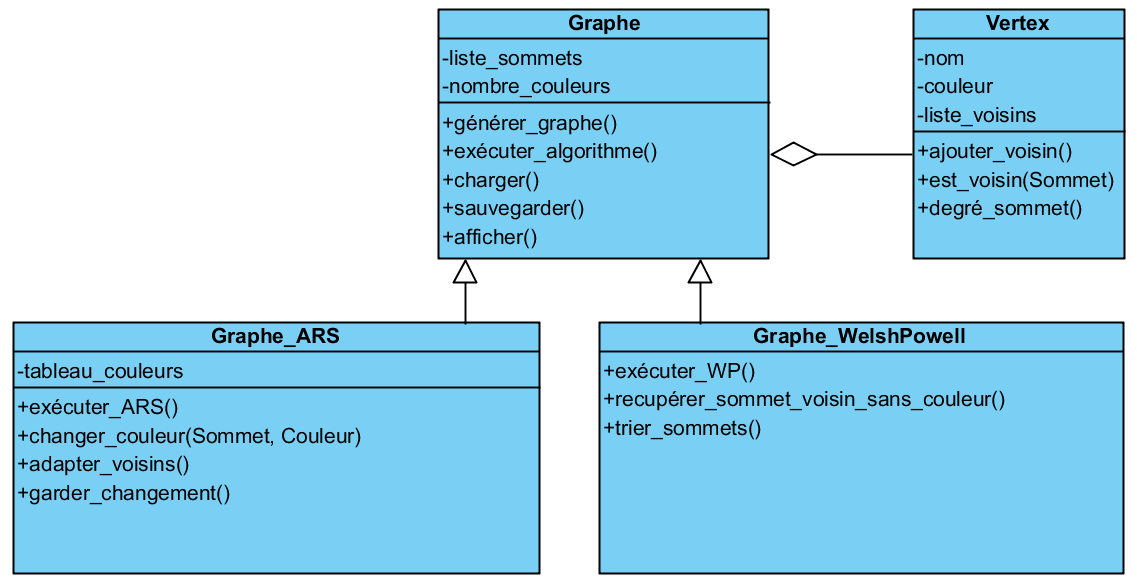 Graphe
-liste_sommets
-nombre_couleurs
+générer_graphe()
+exécuter_algorithme()
+charger()
+sauvegarder()
+afficher()
Vertex
-nom
-couleur
-liste_voisins
+ajouter_voisin()
+est_voisin(Sommet)
+degré_sommet()
Graphe_ARS
-tableau_couleurs
+exécuter_ARS()
+changer_couleur(Sommet, Couleur)
+adapter_voisins()
+garder_changement()
Graphe_WelshPowell
+exécuter_WP()
+recupérer_sommet_voisin_sans_couleur()
+trier_sommets()